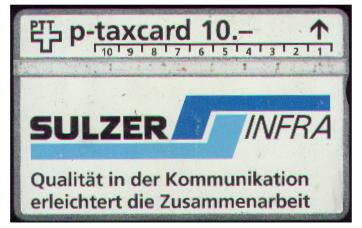 PTT p-taxcard 10.–
10 9 8 7 6 5 4 3 2 1
SULZER INFRA
Qualität in der Kommunikation
erleichtert die Zusammenarbeit